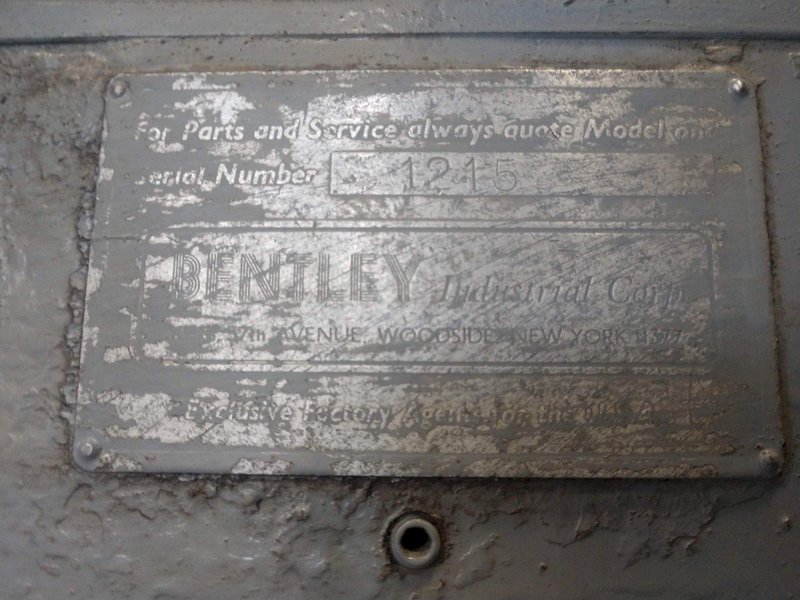 For Parts and Service always quote Model and
Serial Number 1215
BENTLEY Industrial Corp.
AVENUE, WOODSIDE, NEW YORK 11377
Exclusive Factory Agents for the U.S.A.